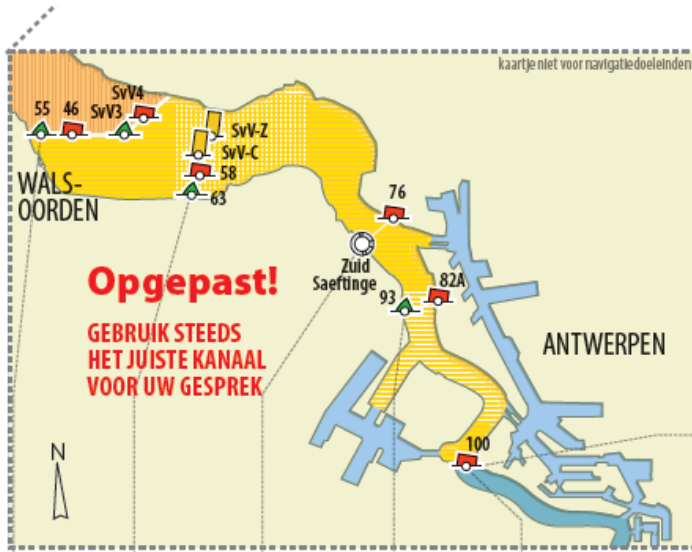 kaartje niet voor navigatiedoeleinden
SvV4
55 46 SvV3
SvV-Z
SvV-C
58
63
WALS-
OORDEN
76
Zuid
Saeftinge
93 82A
Opgepast!
GEBRUIK STEEDS
HET JUISTE KANAAL
VOOR UW GESPREK
ANTWERPEN
100
N